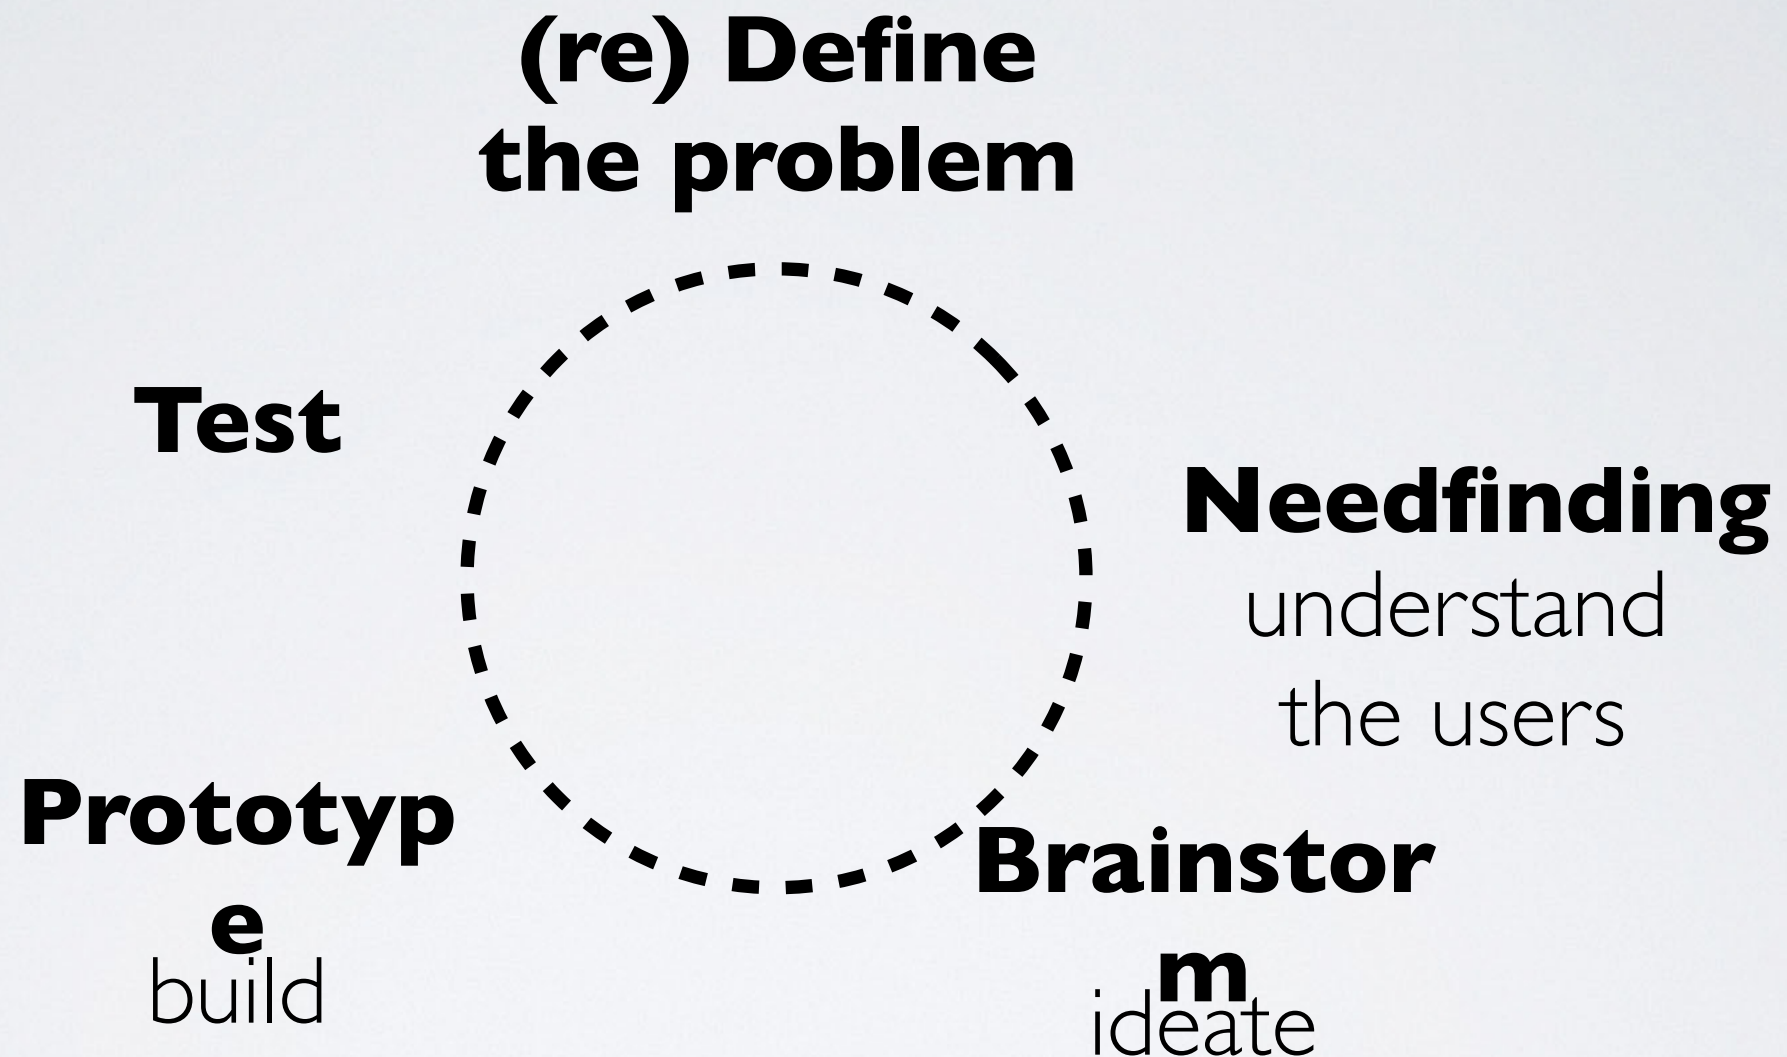 (re) Define
the problem
Test
Needfinding
understand
the users
Prototyp
e
build
Brainstor
m
ideate